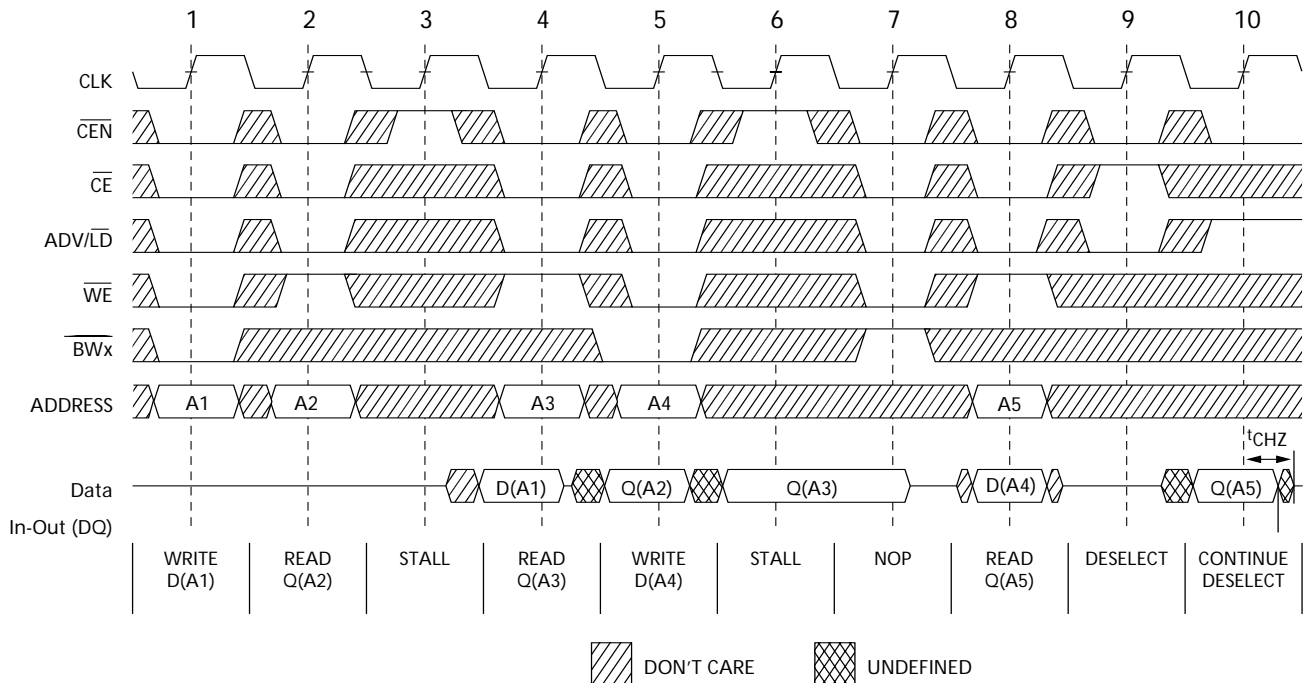 1 2 3 4 5 6 7 8 9 10
CLK
CEN
CE
ADV/LD
WE
BWx
ADDRESS A1 A2 A3 A4 A5
tCHZ
Data D(A1) Q(A2) Q(A3) D(A4) Q(A5)
In-Out (DQ)
WRITE READ STALL READ WRITE STALL NOP READ DESELECT CONTINUE
D(A1) Q(A2) Q(A3) D(A4) Q(A5) DESELECT
DON'T CARE UNDEFINED